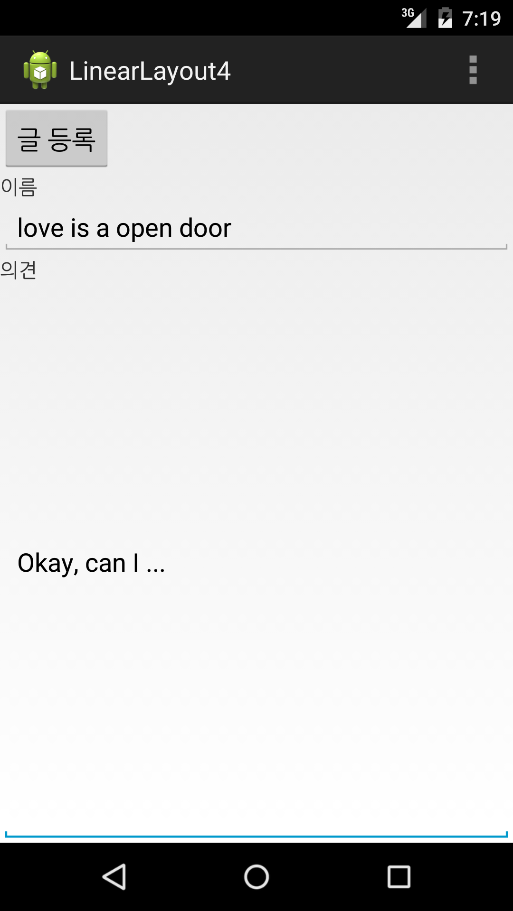 3G 7:19
LinearLayout4
글 등록
이름
love is a open door
의견
Okay, can I ...